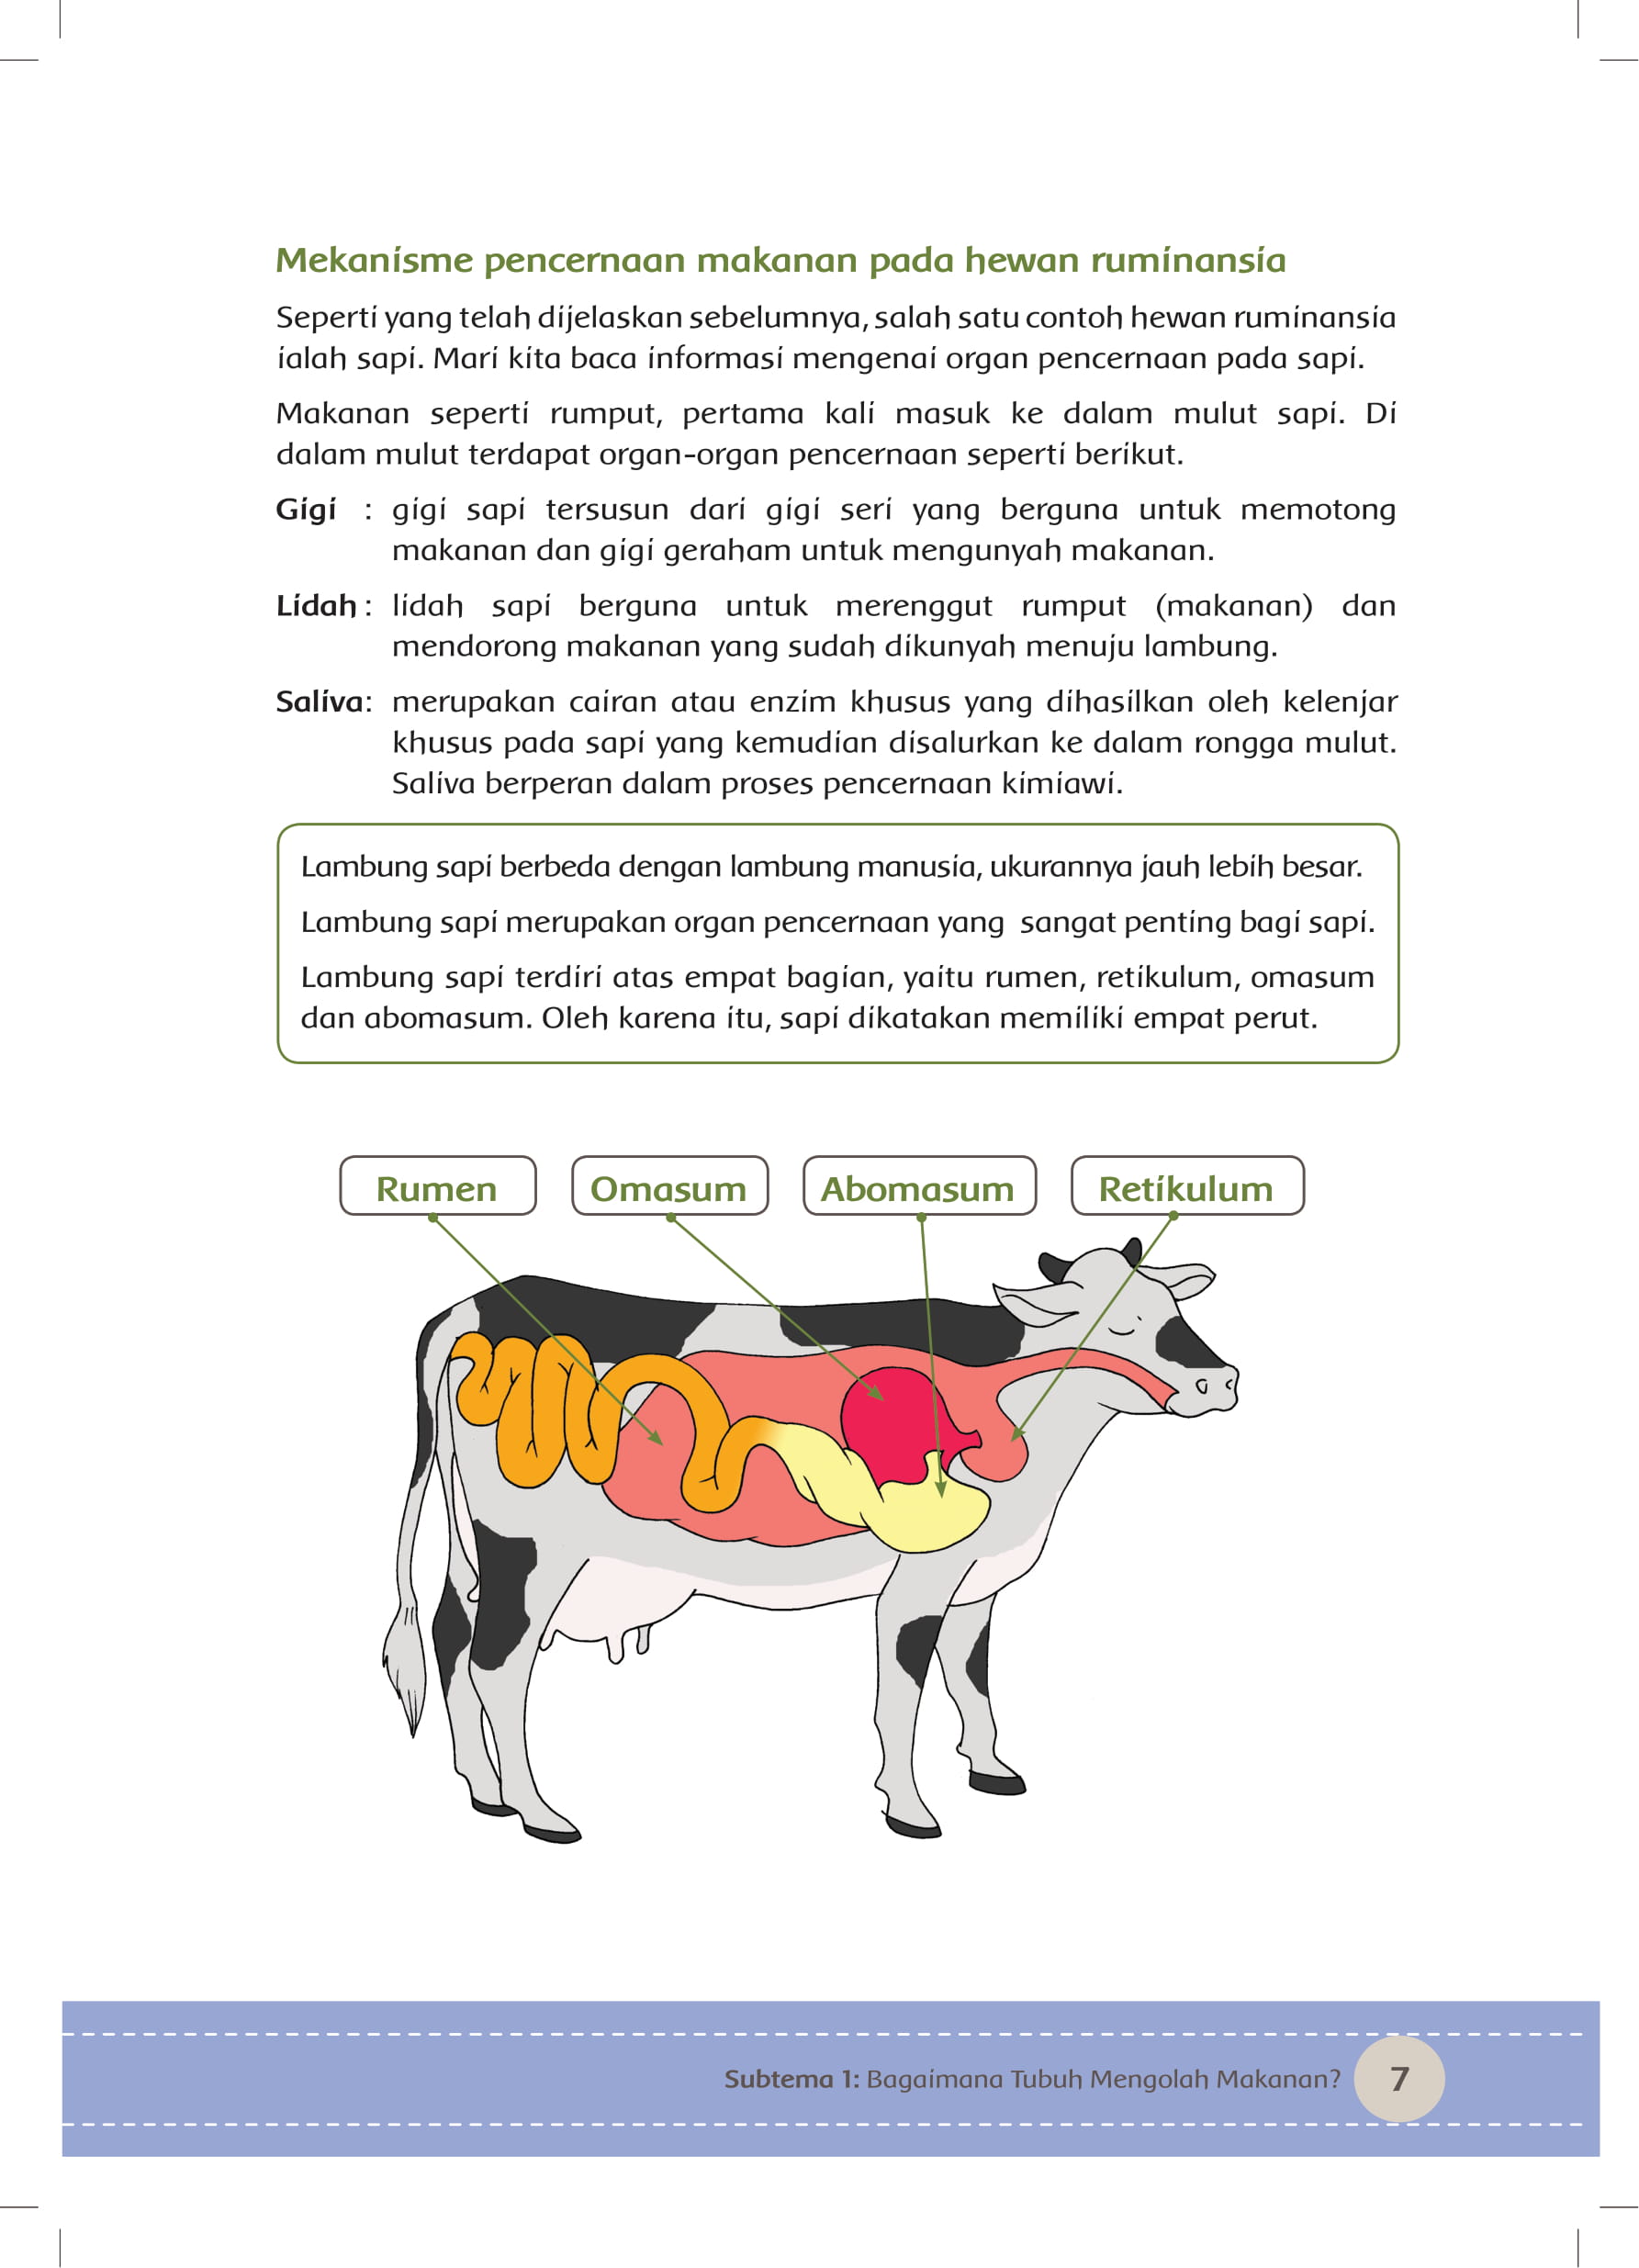 Mekanisme pencernaan makanan pada hewan ruminansia
Seperti yang telah dijelaskan sebelumnya, salah satu contoh hewan ruminansia
ialah sapi. Mari kita baca informasi mengenai organ pencernaan pada sapi.
Makanan seperti rumput, pertama kali masuk ke dalam mulut sapi. Di
dalam mulut terdapat organ-organ pencernaan seperti berikut.
Gigi : gigi sapi tersusun dari gigi seri yang berguna untuk memotong
makanan dan gigi geraham untuk mengunyah makanan.
Lidah : lidah sapi berguna untuk merenggut rumput (makanan) dan
mendorong makanan yang sudah dikunyah menuju lambung.
Saliva: merupakan cairan atau enzim khusus yang dihasilkan oleh kelenjar
khusus pada sapi yang kemudian disalurkan ke dalam rongga mulut.
Saliva berperan dalam proses pencernaan kimiawi.
Lambung sapi berbeda dengan lambung manusia, ukurannya jauh lebih besar.
Lambung sapi merupakan organ pencernaan yang sangat penting bagi sapi.
Lambung sapi terdiri atas empat bagian, yaitu rumen, retikulum, omasum
dan abomasum. Oleh karena itu, sapi dikatakan memiliki empat perut.
Rumen Omasum Abomasum Retikulum
Subtema 1: Bagaimana Tubuh Mengolah Makanan? 7